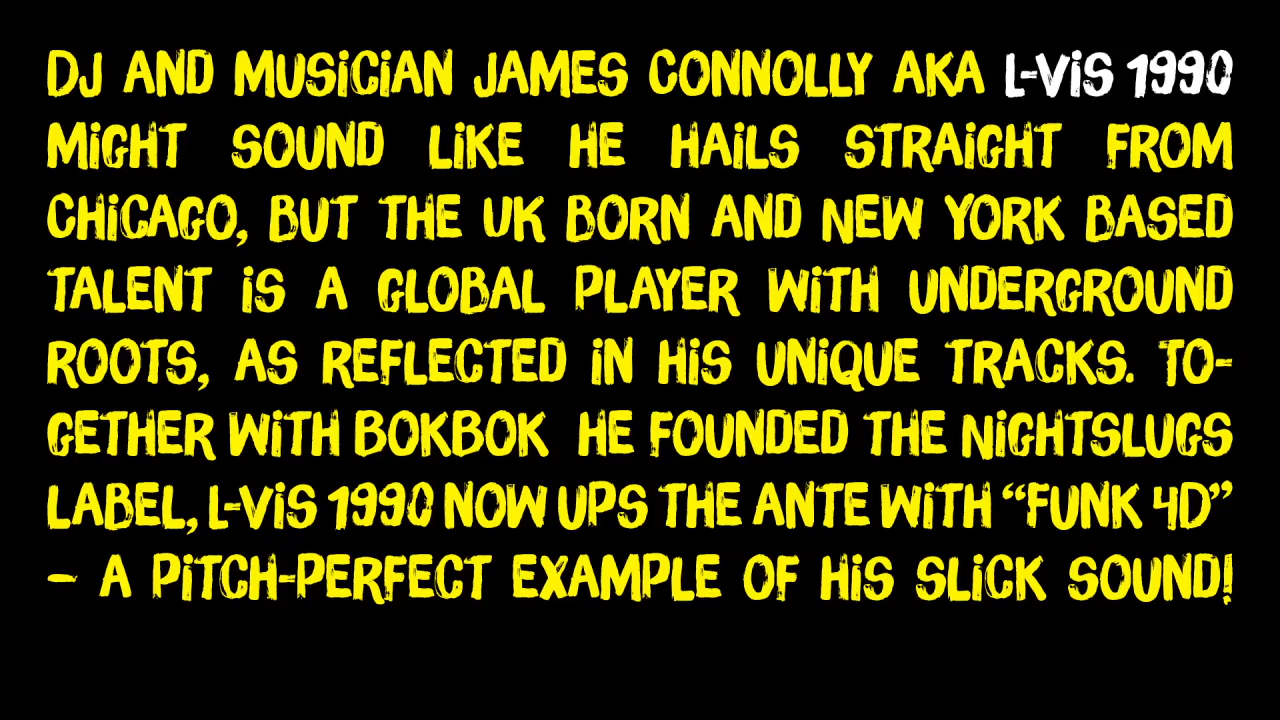 DJ AND MUSiCiAN JAMES CONNOLLY AKA L-ViS 1990
MiGHT SOUND LiKE HE HAiLS STRAiGHT FROM
CHiCAGO, BUT THE UK BORN AND NEW YORK BASED
TALENT iS A GLOBAL PLAYER WiTH UNDERGROUND
ROOTS, AS REFLECTED iN HiS UNiQUE TRACKS. TO-
GETHER WiTH BOKBOK HE FOUNDED THE NiGHTSLUGS
LABEL, L-ViS 1990 NOW UPS THE ANTE WiTH “FUNK 4D”
– A PiTCH-PERFECT EXAMPLE OF HiS SLiCK SOUND!